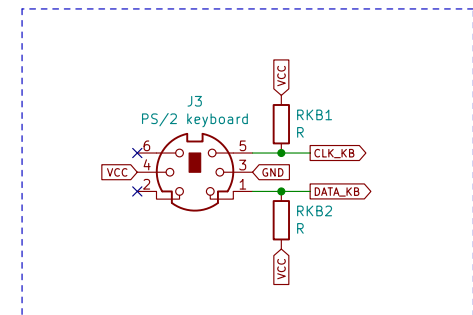 VCC
J3
PS/2 keyboard
RKB1
R
6
5
CLK_KB
VCC
4
3
GND
2
1
DATA_KB
RKB2
R
VCC